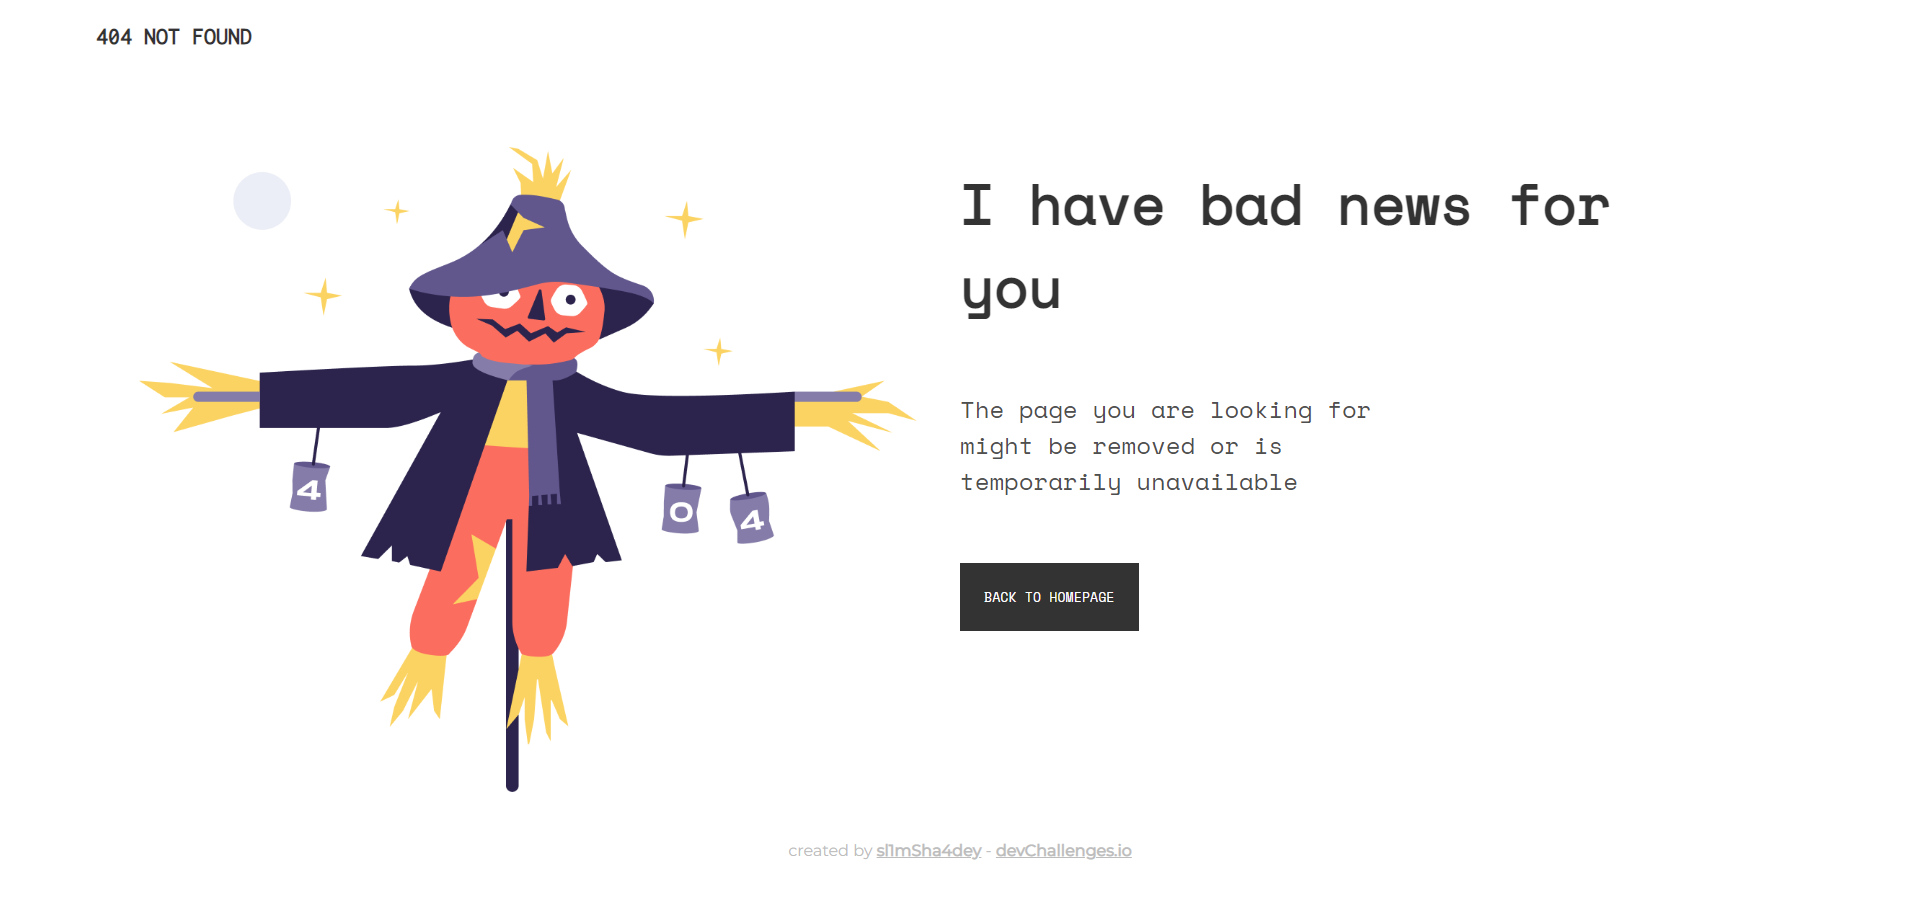 404 NOT FOUND
I have bad news for
you
4
0
4
The page you are looking for
might be removed or is
temporarily unavailable
BACK TO HOMEPAGE
created by sl1mSha4dey - devChallenges.io